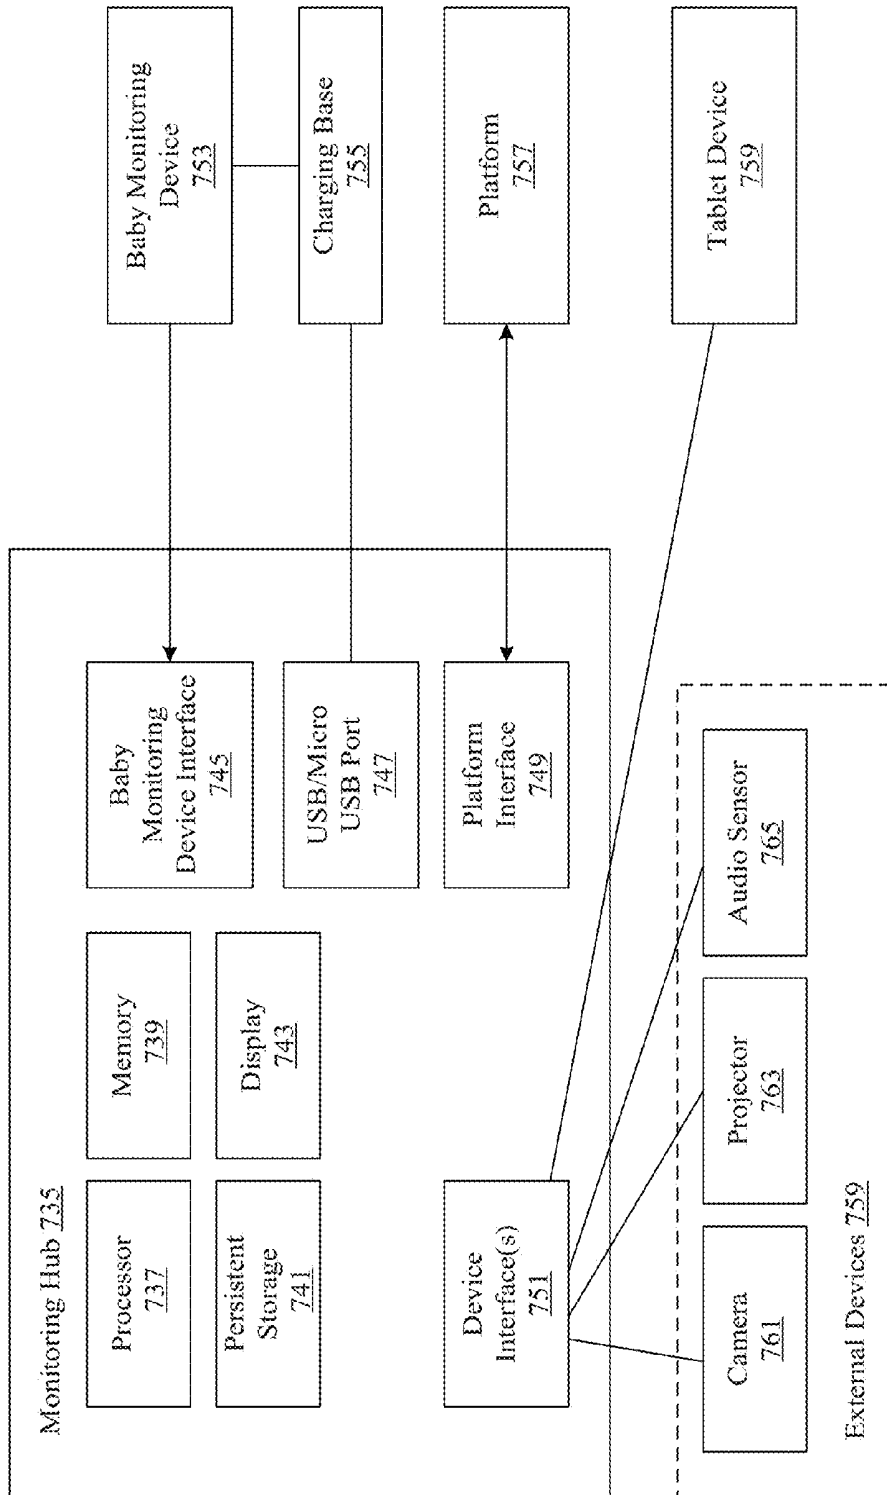 Monitoring Hub 735
Processor
737
Memory
739
Persistent
Storage
741
Display
743
Baby
Monitoring
Device Interface
745
USB/Micro
USB Port
747
Platform
Interface
749
Device
Interface(s)
751
Baby Monitoring
Device
753
Charging Base
755
Platform
757
Tablet Device
759
Camera
761
Projector
763
Audio Sensor
765
External Devices 759